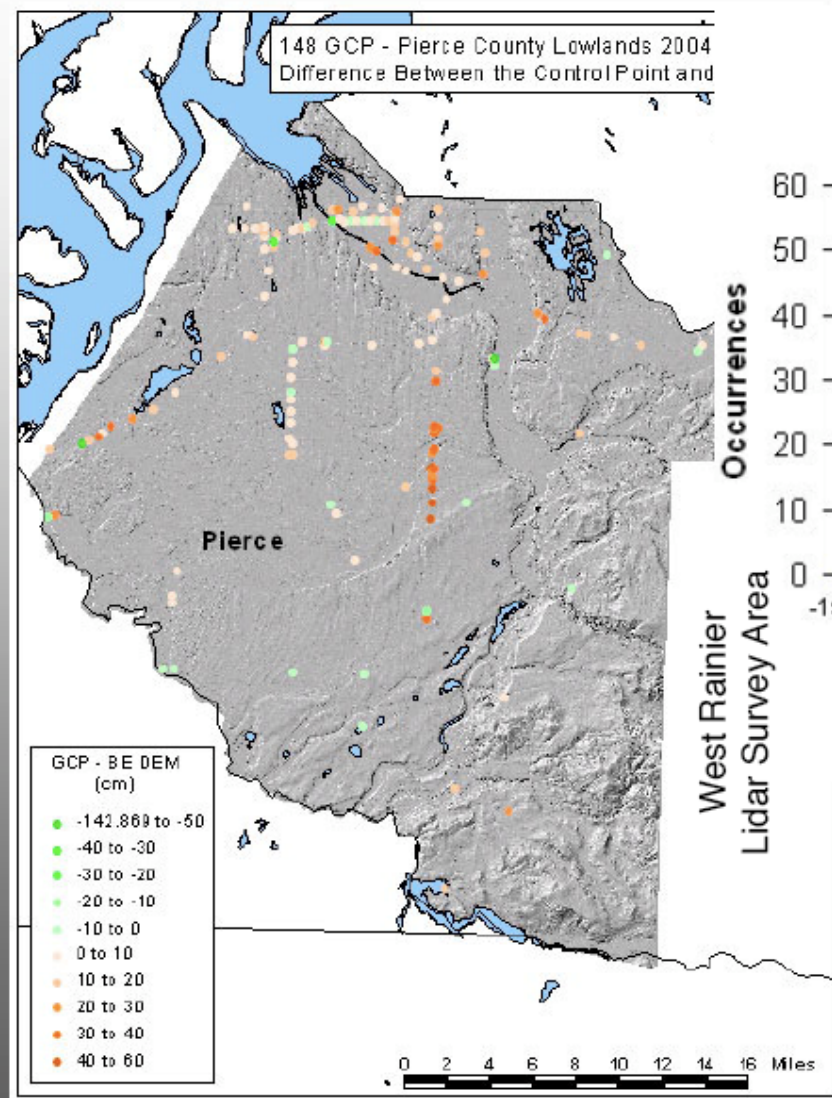 148 GCP - Pierce County Lowlands 2004
Difference Between the Control Point and
60
50
40
30
20
10
0
Occurrences
Pierce
West Rainier
Lidar Survey Area
GCP - BE DEM
(cm)
-142.869 to -50
-40 to -30
-30 to -20
-20 to -10
-10 to 0
0 to 10
10 to 20
20 to 30
30 to 40
40 to 60
0 2 4 6 8 10 12 14 16 Miles